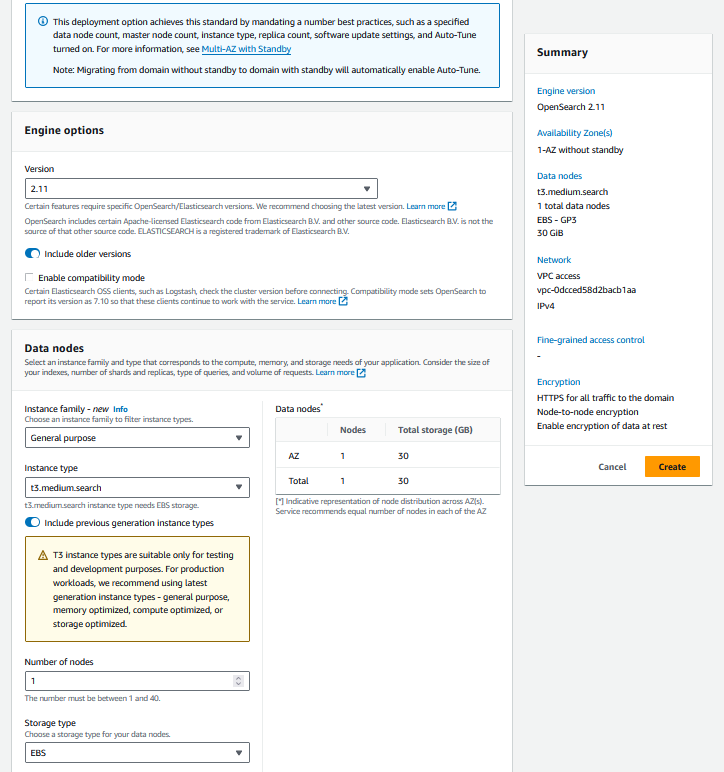 This deployment option achieves this standard by mandating a number best practices, such as a specified
data node count, master node count, instance type, replica count, software update settings, and Auto-Tune
turned on. For more information, see Multi-AZ with Standby
Note: Migrating from domain without standby to domain with standby will automatically enable Auto-Tune.
Engine options
Version
2.11
Certain features require specific OpenSearch/Elasticsearch versions. We recommend choosing the latest version. Learn more
OpenSearch includes certain Apache-licensed Elasticsearch code from Elasticsearch B.V. and other source code. Elasticsearch B.V. is not the
source of that other source code. ELASTICSEARCH is a registered trademark of Elasticsearch B.V.
Include older versions
Enable compatibility mode
Certain Elasticsearch OSS clients, such as Logstash, check the cluster version before connecting. Compatibility mode sets OpenSearch to
report its version as 7.10 so that these clients continue to work with the service. Learn more
Data nodes
Select an instance family and type that corresponds to the compute, memory, and storage needs of your application. Consider the size of
your indexes, number of shards and replicas, type of queries, and volume of requests. Learn more
Instance family - new Info
Choose an instance family to filter instance types.
General purpose
Instance type
t3.medium.search
t3.medium.search instance type needs EBS storage.
Include previous generation instance types
T3 instance types are suitable only for testing
and development purposes. For production
workloads, we recommend using latest
generation instance types - general purpose,
memory optimized, compute optimized, or
storage optimized.
Number of nodes
1
The number must be between 1 and 40.
Storage type
Choose a storage type for your data nodes.
EBS
Data nodes*
Nodes Total storage (GB)
AZ 1 30
Total 1 30
[*] Indicative representation of node distribution across AZ(s).
Service recommends equal number of nodes in each of the AZ
Summary
Engine version
OpenSearch 2.11
Availability Zone(s)
1-AZ without standby
Data nodes
t3.medium.search
1 total data nodes
EBS - GP3
30 GiB
Network
VPC access
vpc-0dcced58d2bacb1aa
IPv4
Fine-grained access control
-
Encryption
HTTPS for all traffic to the domain
Node-to-node encryption
Enable encryption of data at rest
Cancel Create